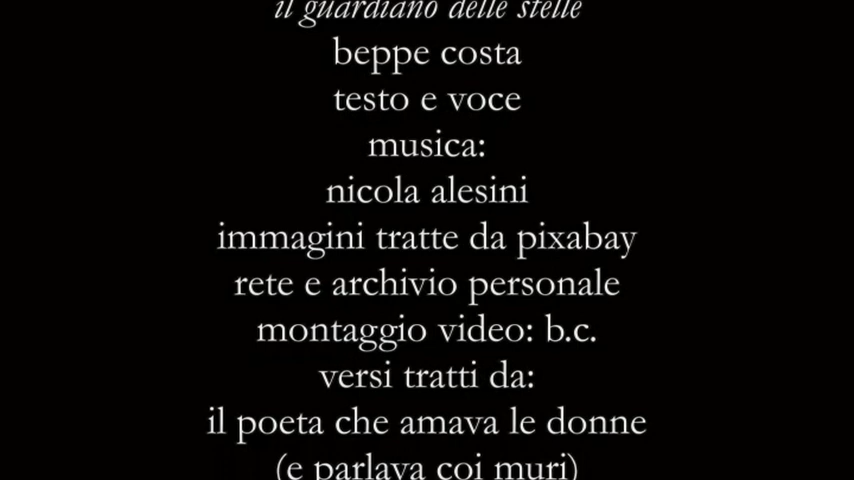 il guardiano delle stelle
beppe costa
testo e voce
musica:
nicola alesini
immagini tratte da pixabay
rete e archivio personale
montaggio video: b.c.
versi tratti da:
il poeta che amava le donne
(e parlava coi muri)